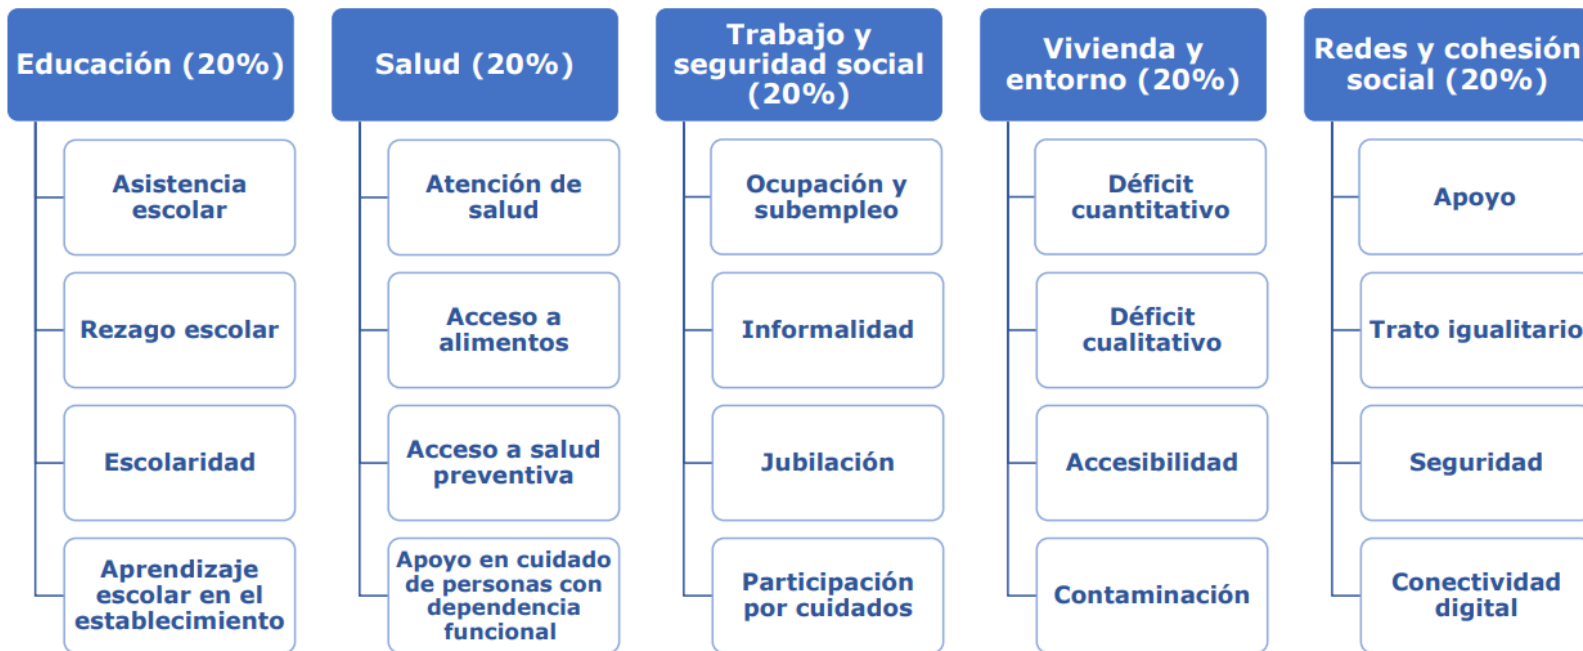 Educación (20%)
Asistencia
escolar
Rezago escolar
Escolaridad
Aprendizaje
escolar en el
establecimiento
Salud (20%)
Atención de
salud
Acceso a
alimentos
Acceso a salud
preventiva
Apoyo en cuidado
de personas con
dependencia
funcional
Trabajo y
seguridad social
(20%)
Ocupación y
subempleo
Informalidad
Jubilación
Participación
por cuidados
Vivienda y
entorno (20%)
Déficit
cuantitativo
Déficit
cualitativo
Accesibilidad
Contaminación
Redes y cohesión
social (20%)
Apoyo
Trato igualitario
Seguridad
Conectividad
digital